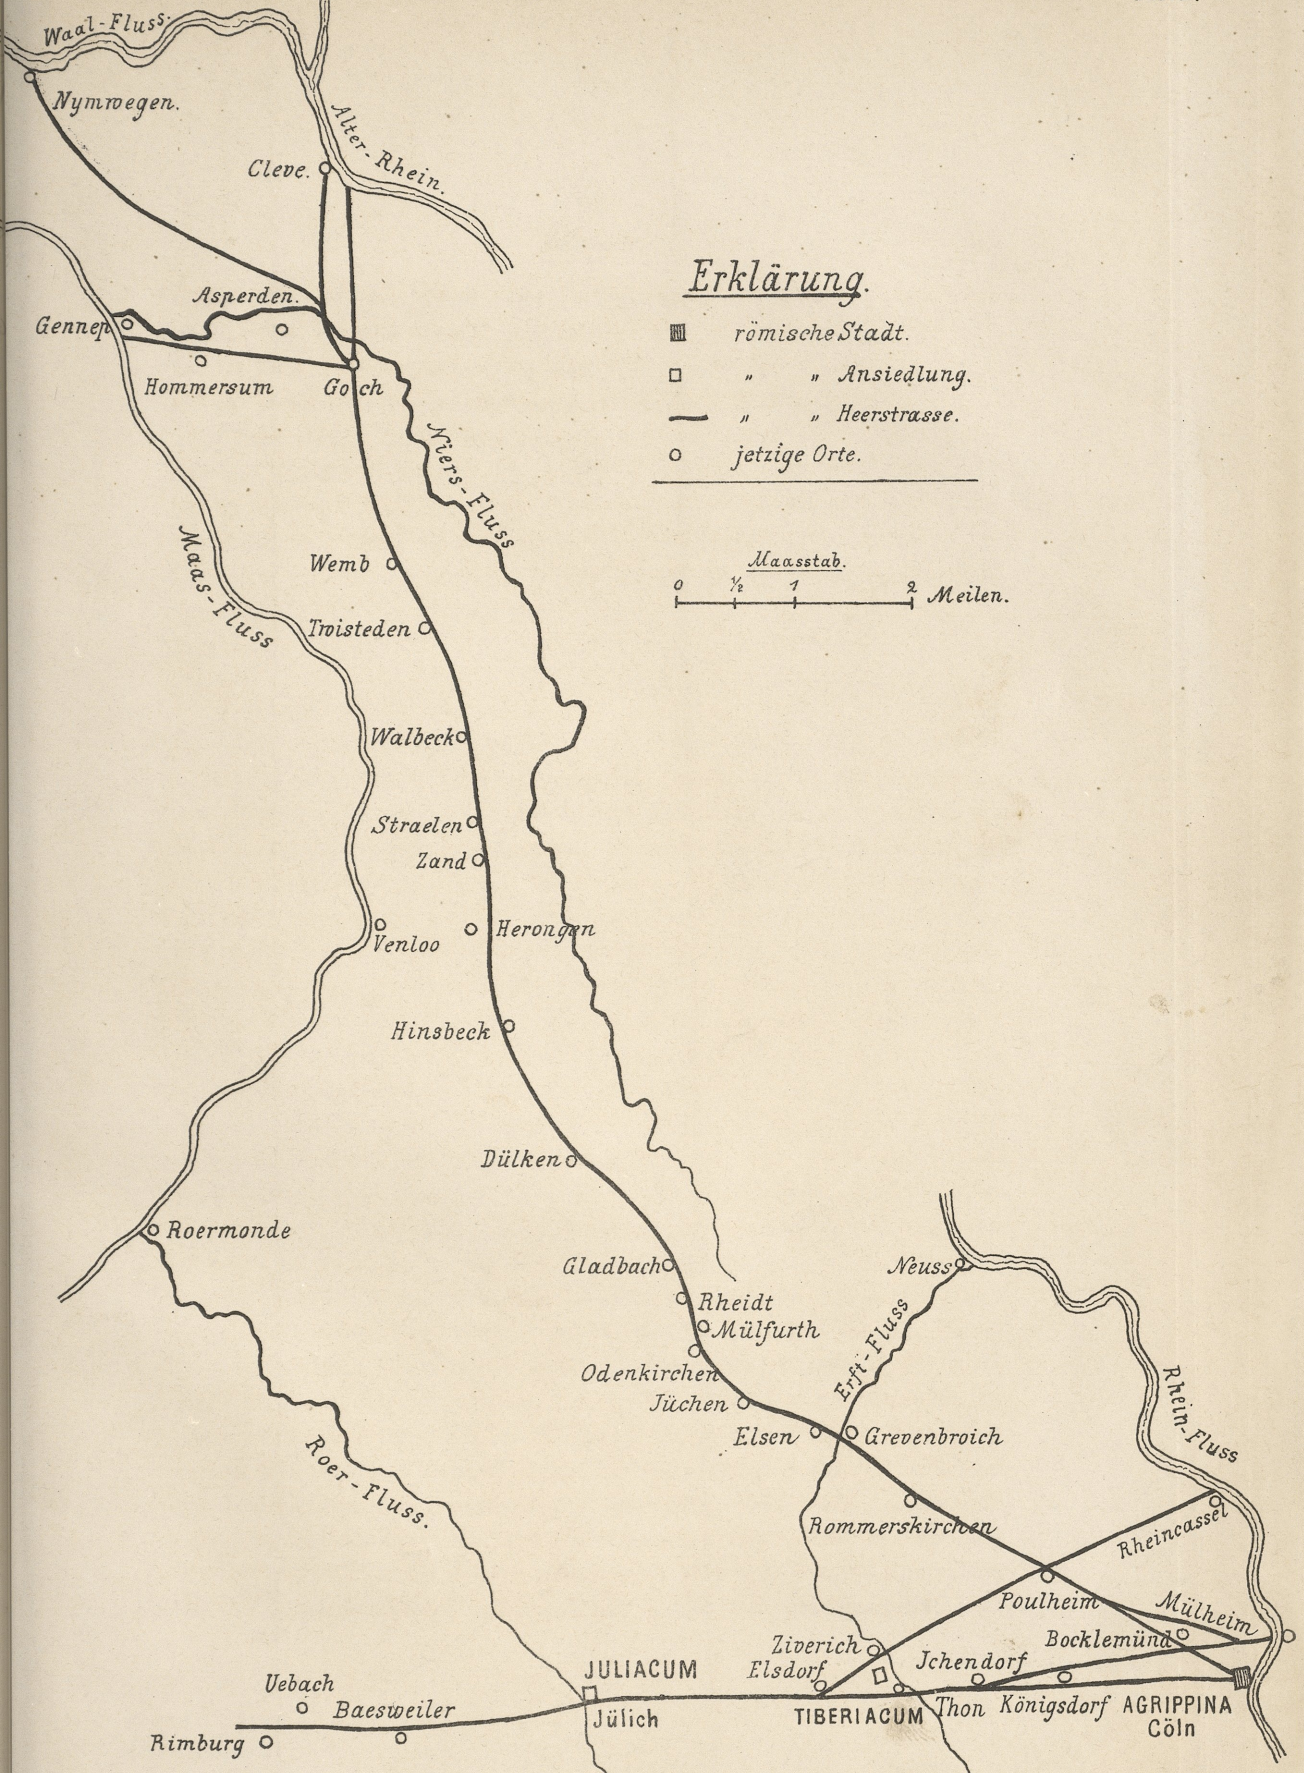 Waal-Fluss.
Nymwegen.
Alter-Rhein.
Cleve.
Asperden.
Gennep
Hommersum
Goch
Erklärung.
römische Stadt.
" " Ansiedlung.
" " Heerstrasse.
jetzige Orte.
Niers-Fluss
Maas-Fluss
Maasstab.
0 ½ 1 2 Meilen.
Wemb
Twisteden
Walbeck
Straelen
Zand
Herongen
Venloo
Hinsbeck
Dülken
Roermonde
Gladbach
Neuss
Rheidt
Mülfurth
Erft-Fluss
Odenkirchen
Jüchen
Rhein-Fluss
Elsen
Grevenbroich
Roer-Fluss.
Rommerskirchen
Rheincassel
Poulheim
Mülheim
Bocklemünd
Ziverich
Elsdorf
Jchendorf
JULIACUM
Jülich
TIBERIACUM
Thon
Königsdorf
AGRIPPINA
Cöln
Uebach
Baesweiler
Rimburg